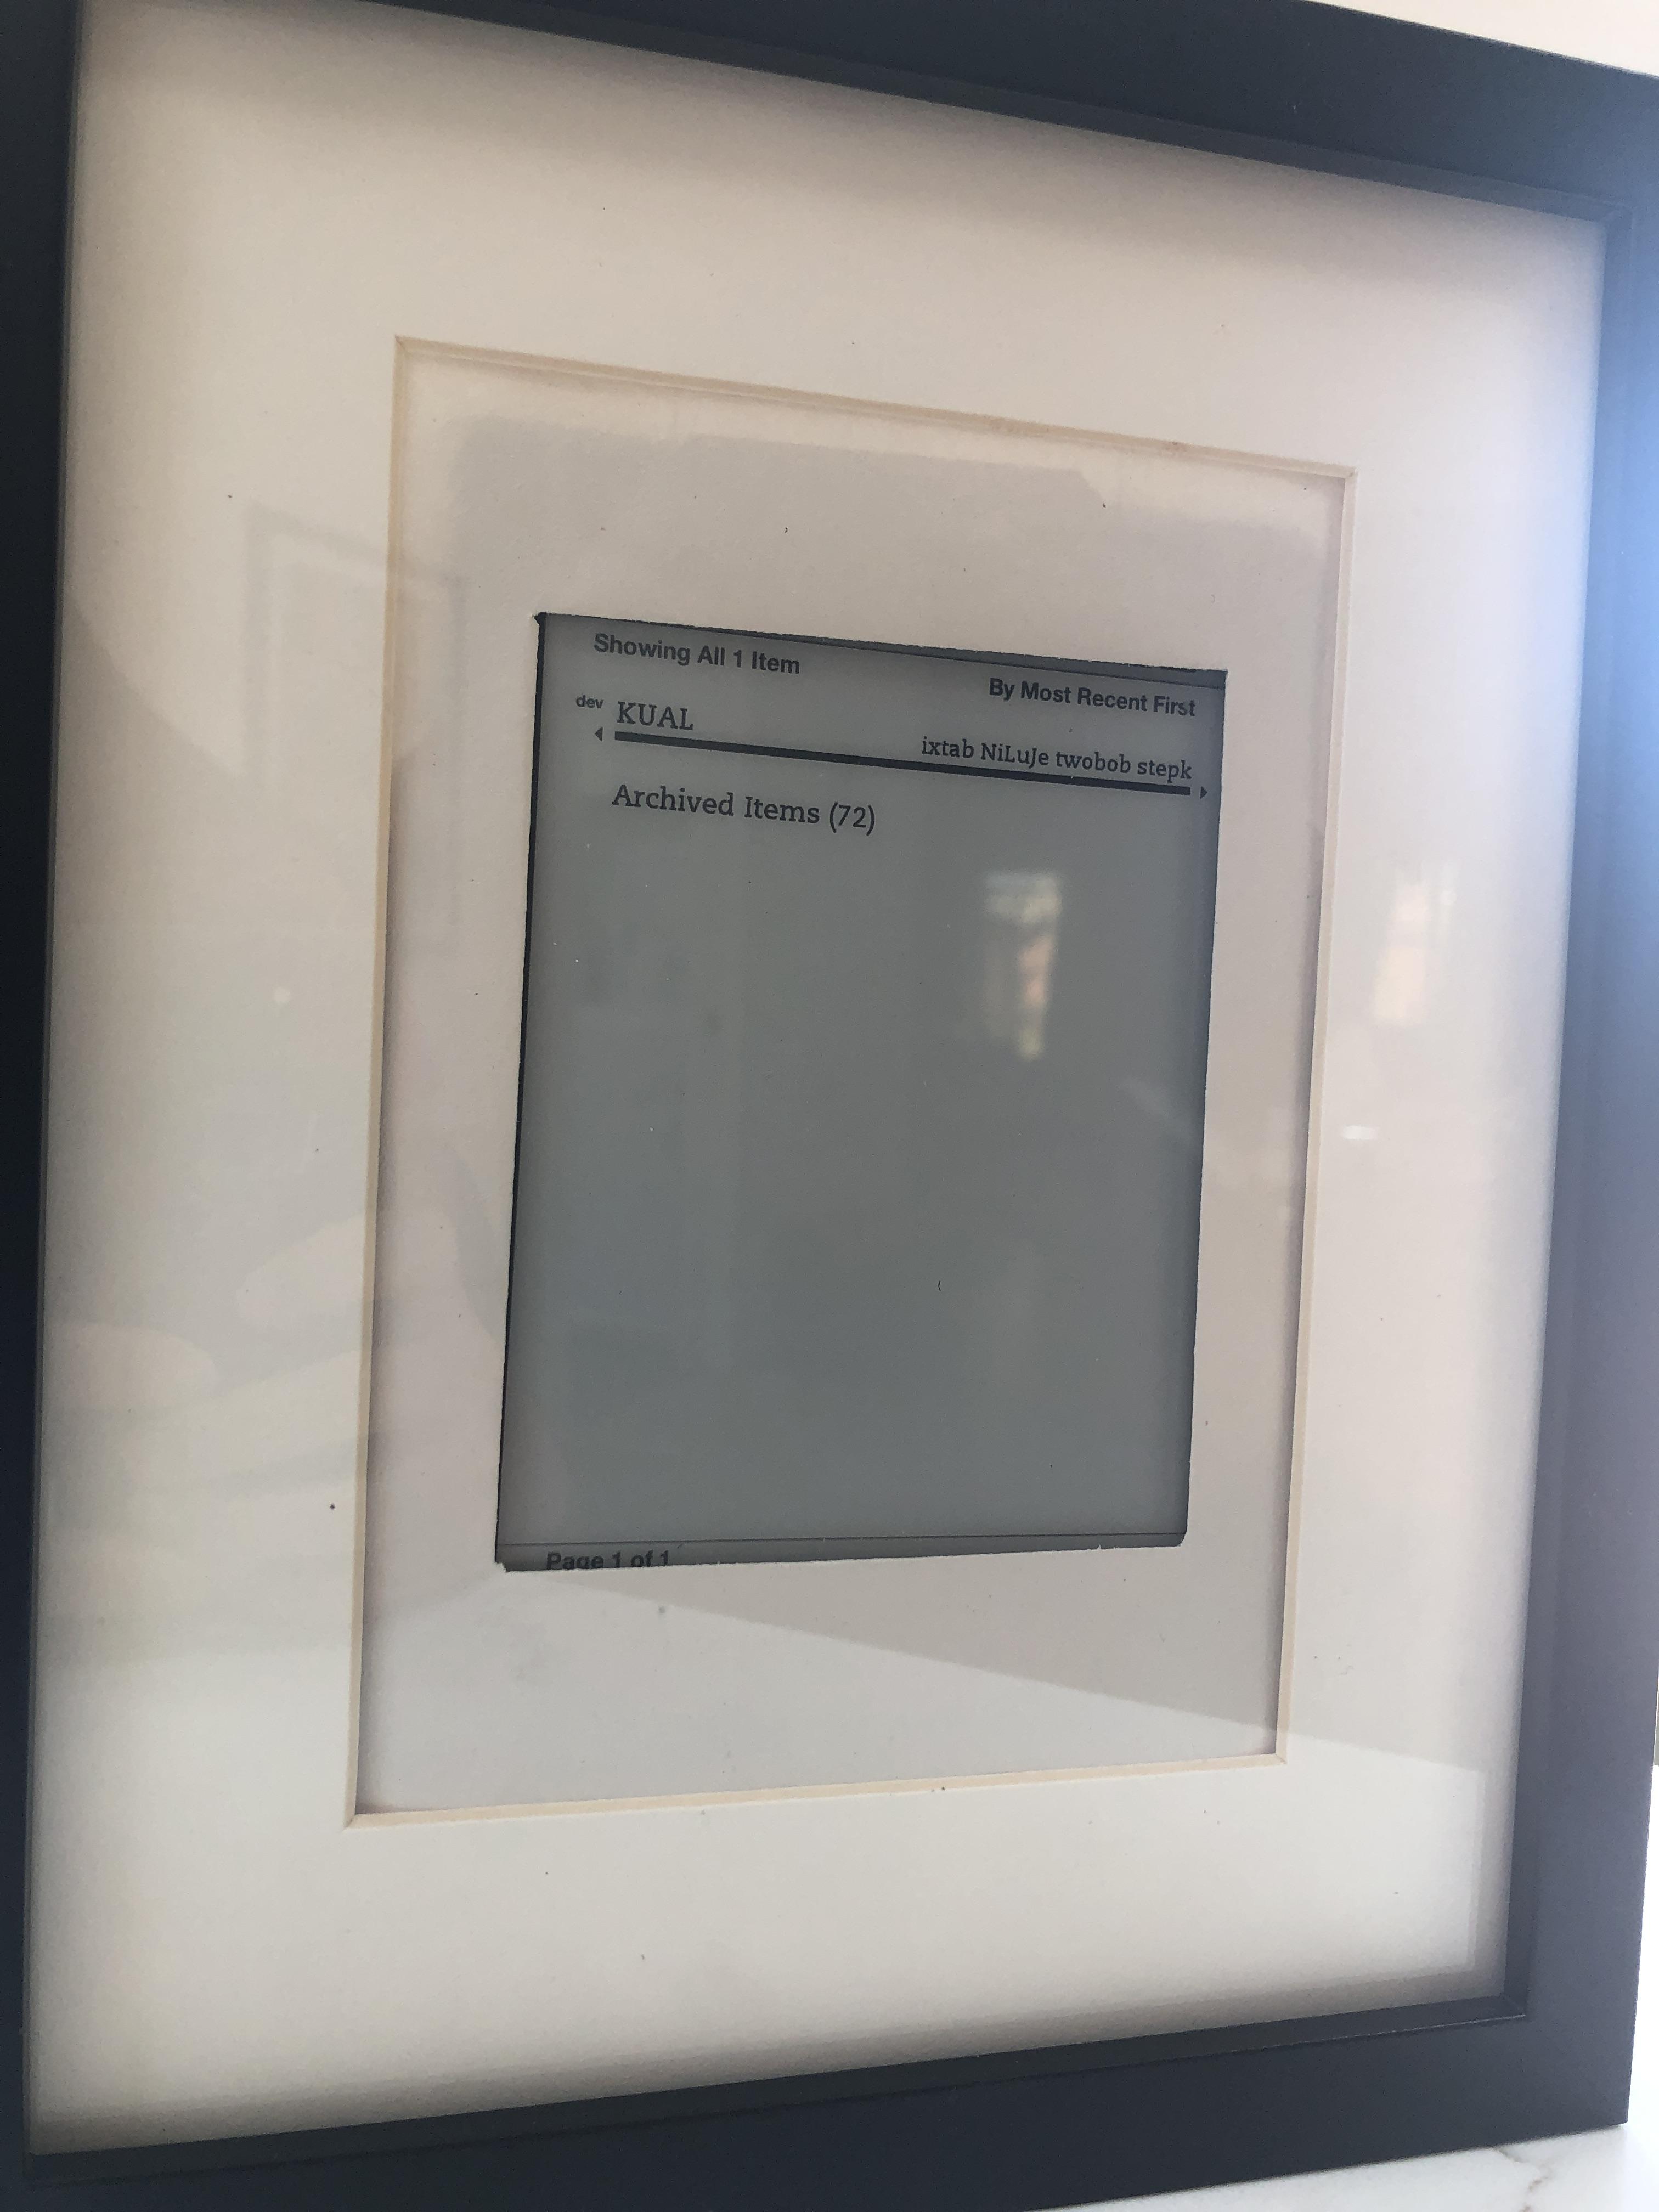 Showing All 1 Item
By Most Recent First
dev KUAL
ixtab NiLuJe twobob stepk
Archived Items (72)
Page 1 of 1